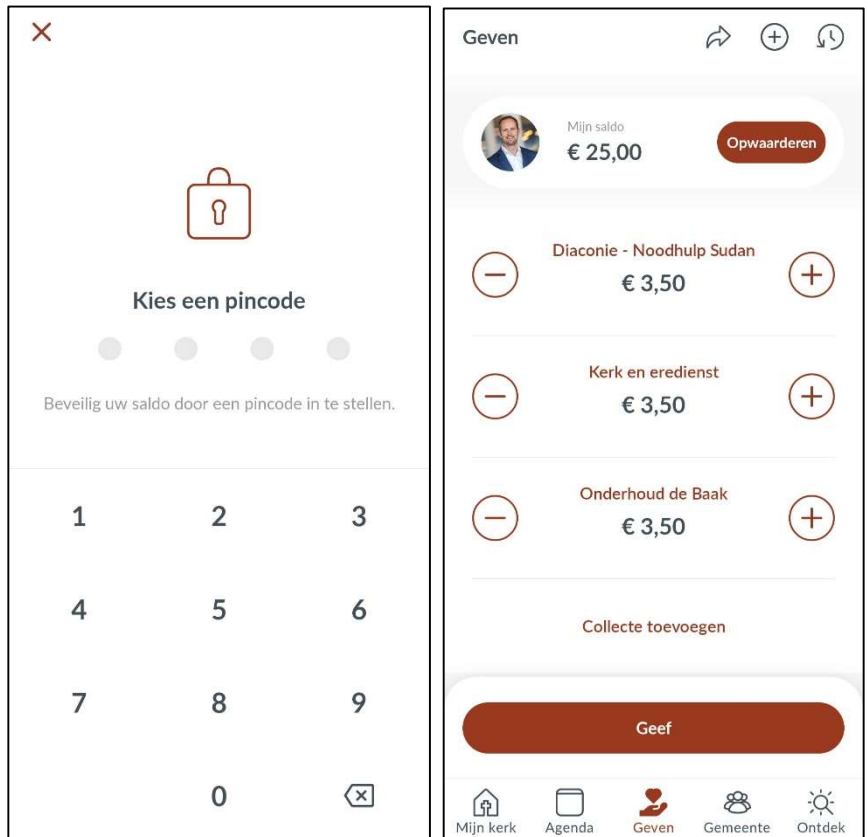 Kies een pincode
Beveilig uw saldo door een pincode in te stellen.
1 2 3
4 5 6
7 8 9
0
Geven
Mijn saldo
€ 25,00
Opwaarderen
Diaconie - Noodhulp Sudan
€ 3,50
Kerk en eredienst
€ 3,50
Onderhoud de Baak
€ 3,50
Collecte toevoegen
Geef
Mijn kerk Agenda Geven Gemeente Ontdek